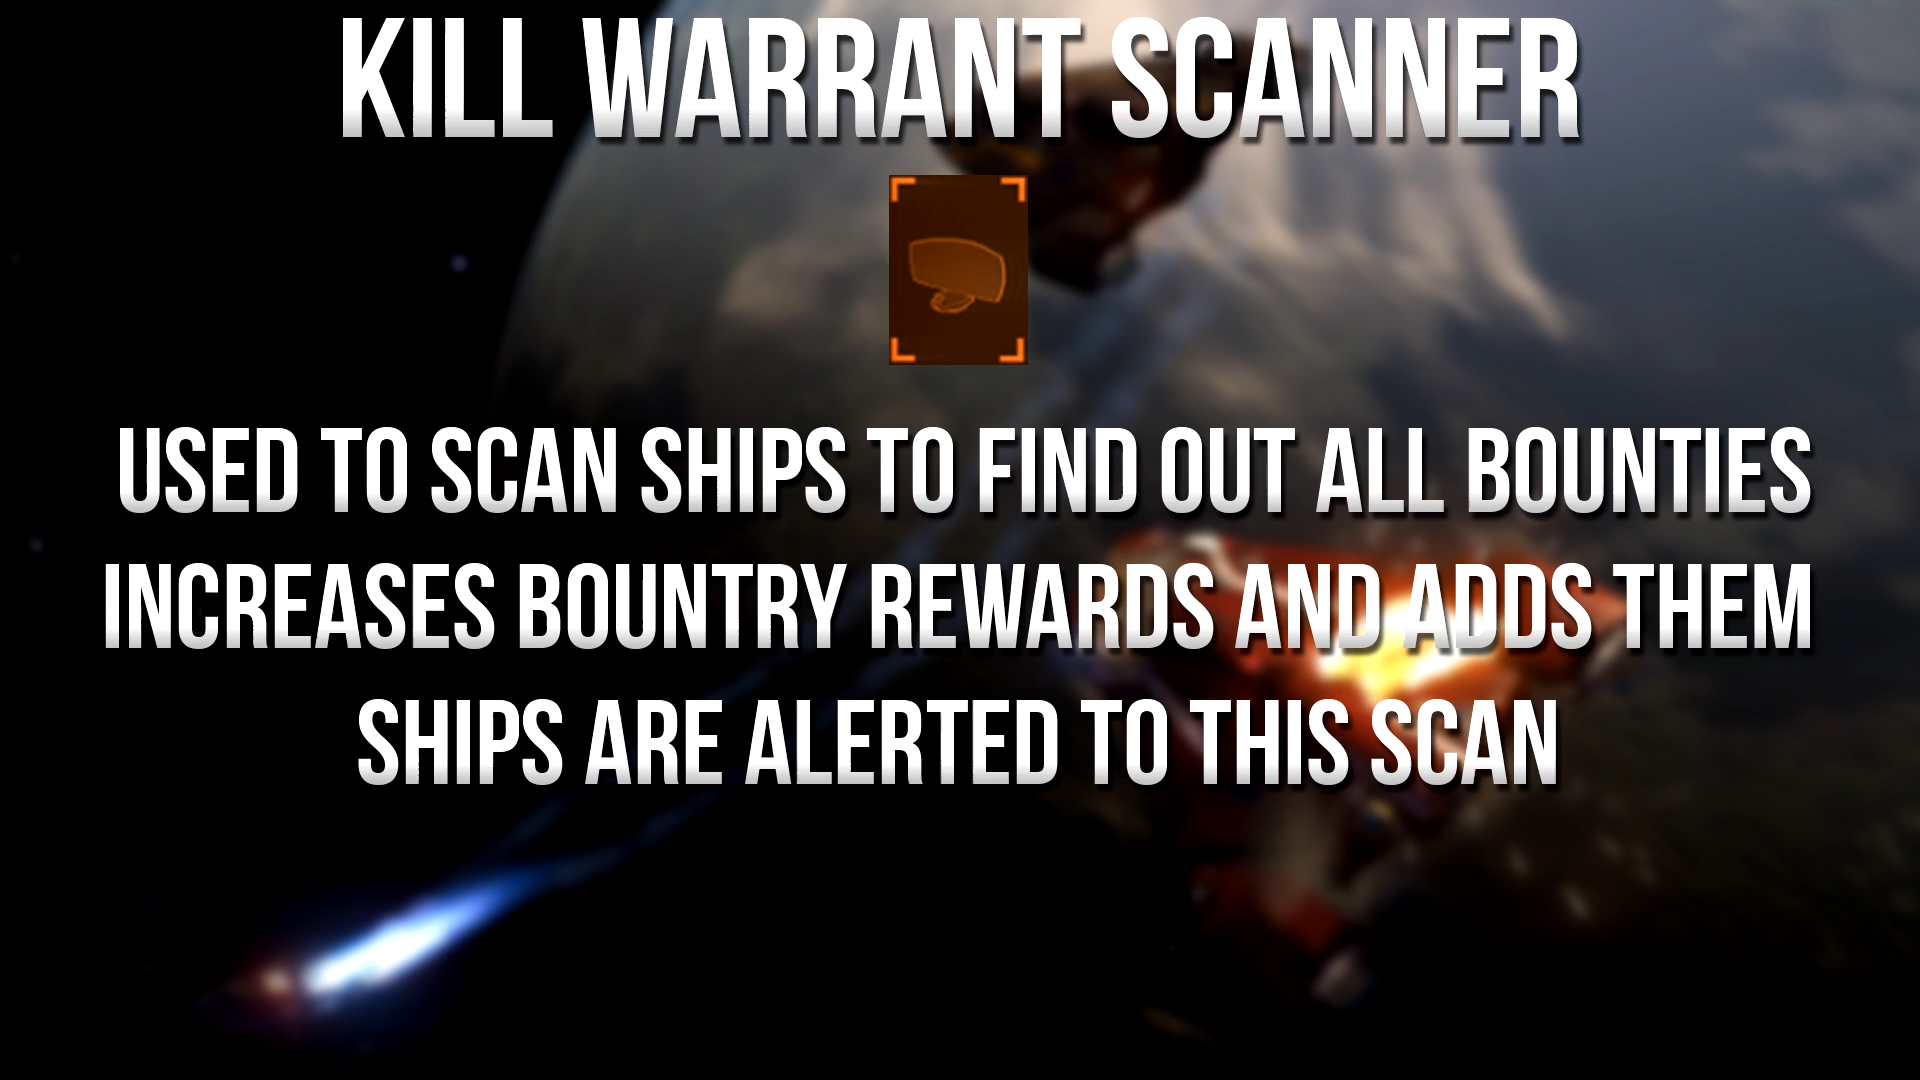 KILL WARRANT SCANNER
USED TO SCAN SHIPS TO FIND OUT ALL BOUNTIES
INCREASES BOUNTRY REWARDS AND ADDS THEM
SHIPS ARE ALERTED TO THIS SCAN